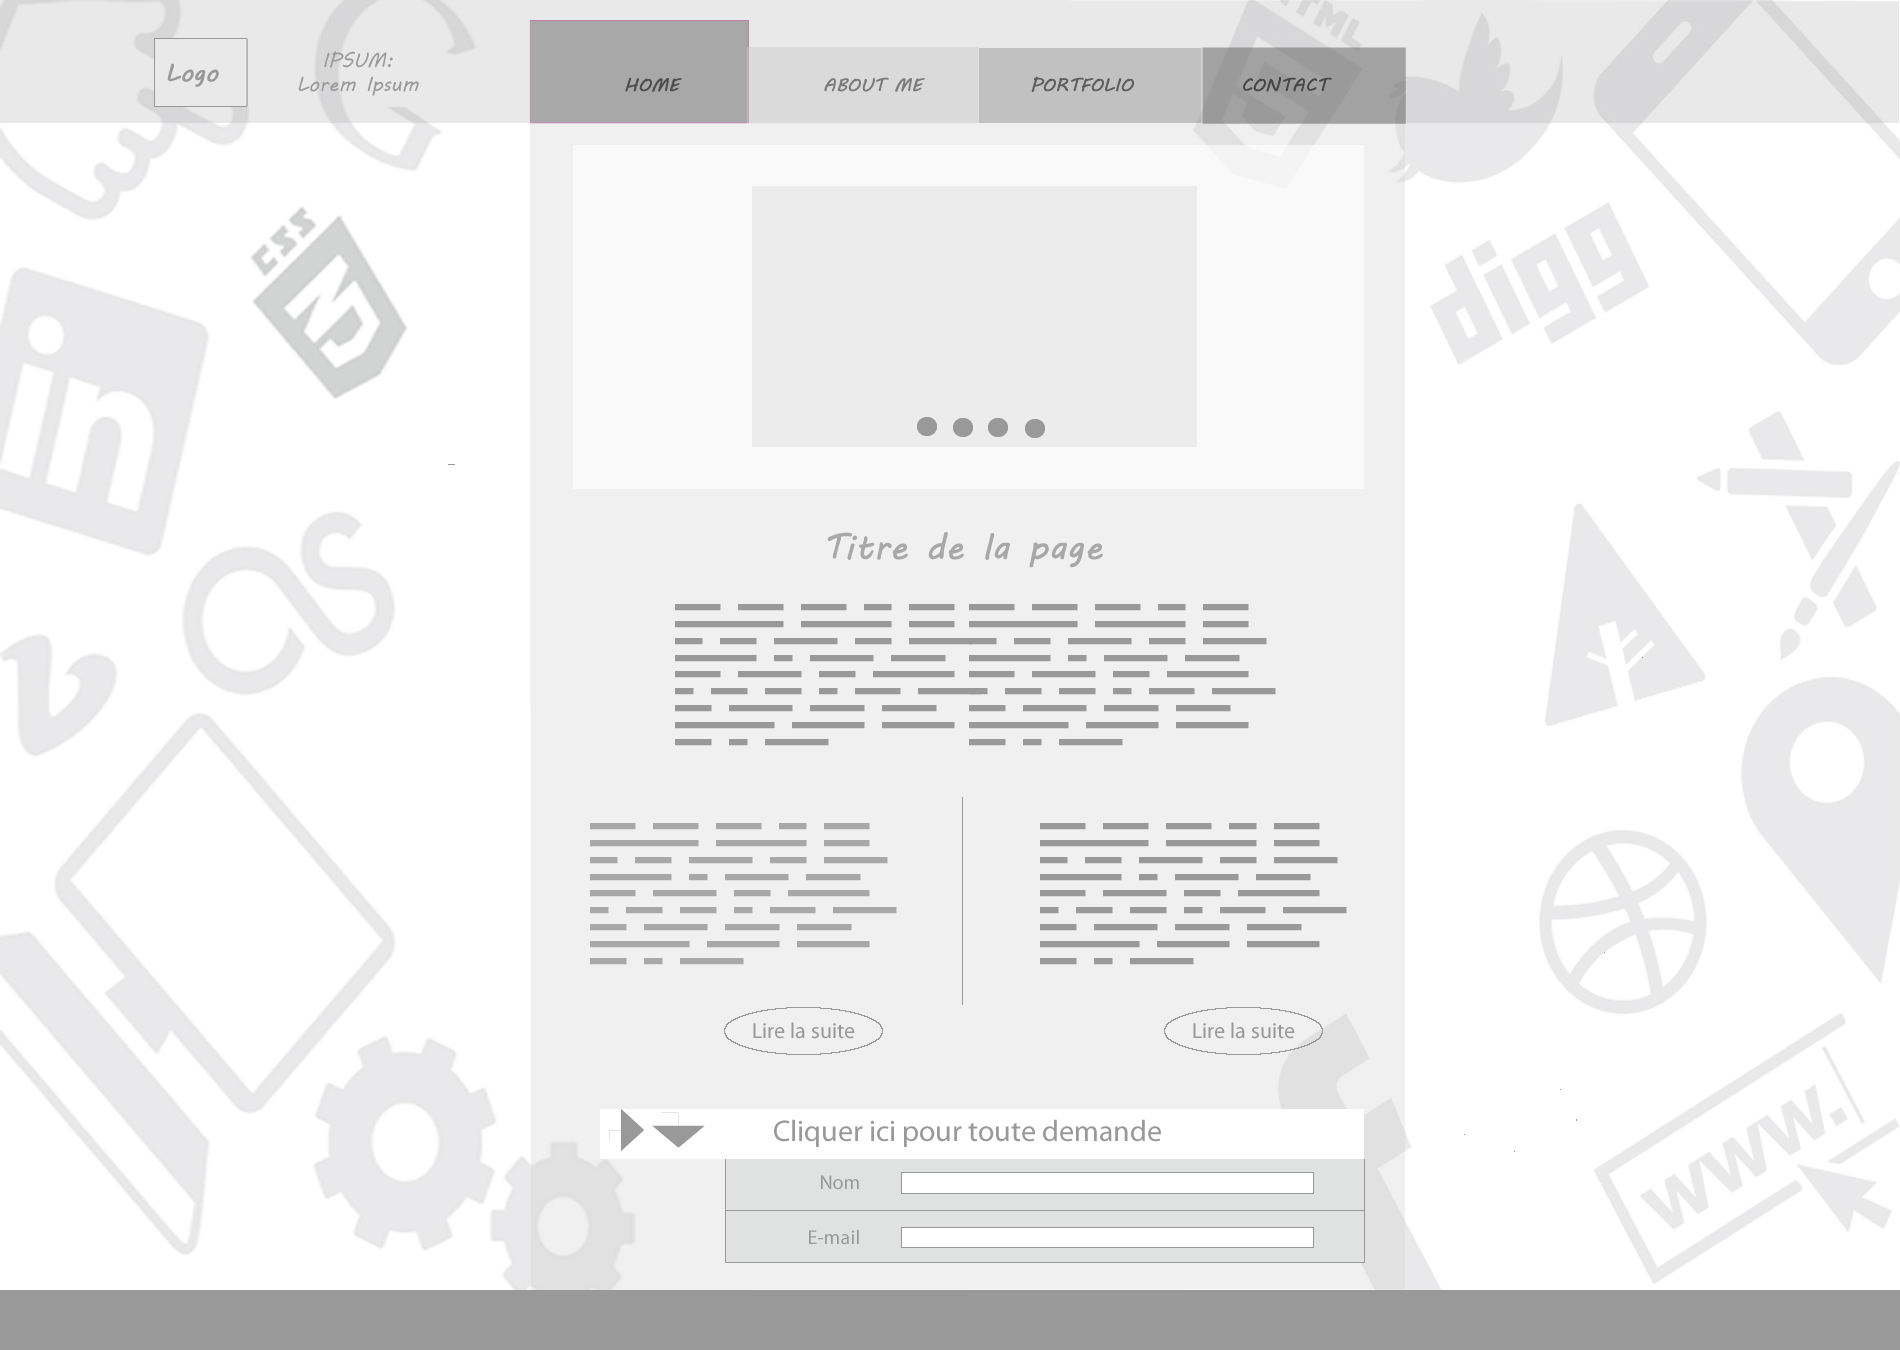 Logo
IPSUM:
Lorem Ipsum
HOME
ABOUT ME
PORTFOLIO
CONTACT
HTML
CSS
digg
in
Titre de la page
Lire la suite
Lire la suite
Cliquer ici pour toute demande
Nom
E-mail
www.